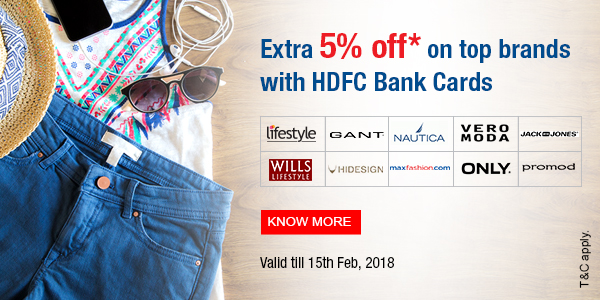 Extra 5% off* on top brands
with HDFC Bank Cards
lifestyle GANT NAUTICA VERO MODA JACK JONES
WILLS LIFESTYLE HIDESIGN maxfashion.com ONLY. promod
KNOW MORE
Valid till 15th Feb, 2018
T&C apply.